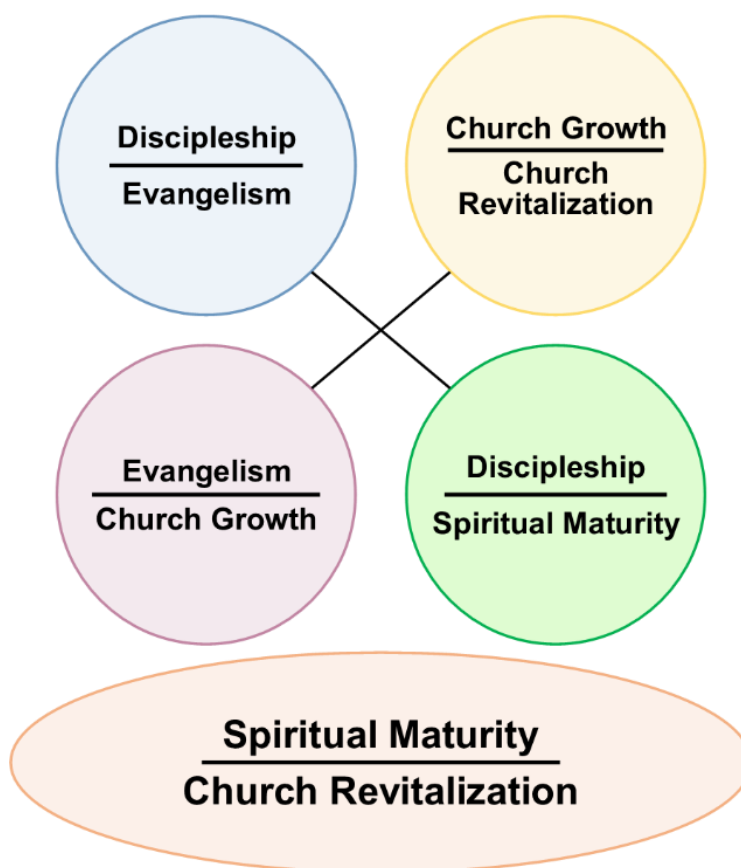 Discipleship
Evangelism
Church Growth
Church
Revitalization
Evangelism
Church Growth
Discipleship
Spiritual Maturity
Spiritual Maturity
Church Revitalization